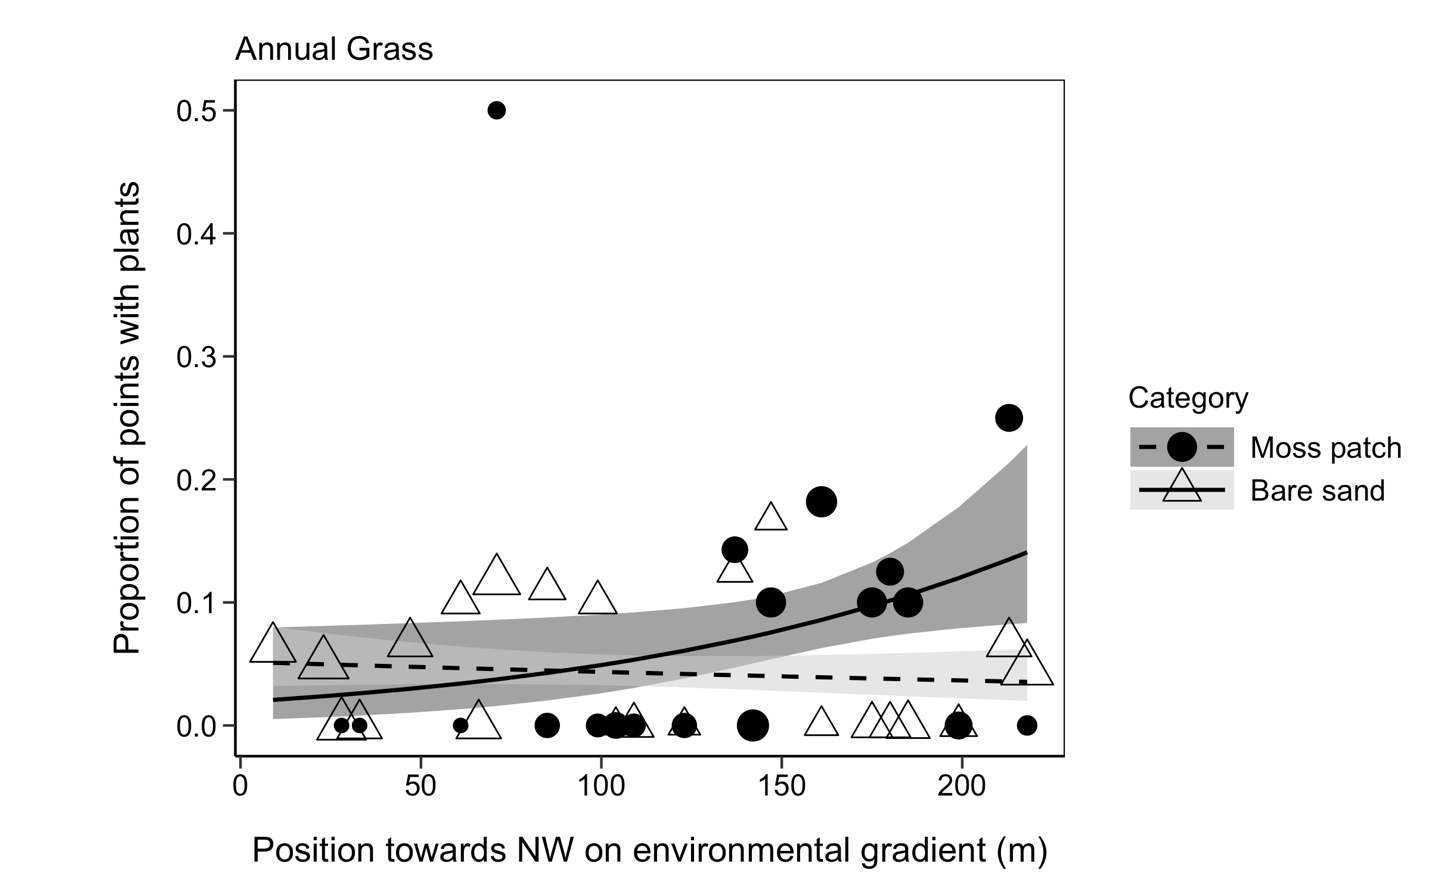 Annual Grass
Proportion of points with plants
0.5
0.4
0.3
0.2
0.1
0.0
0 50 100 150 200
Position towards NW on environmental gradient (m)
Category
Moss patch
Bare sand